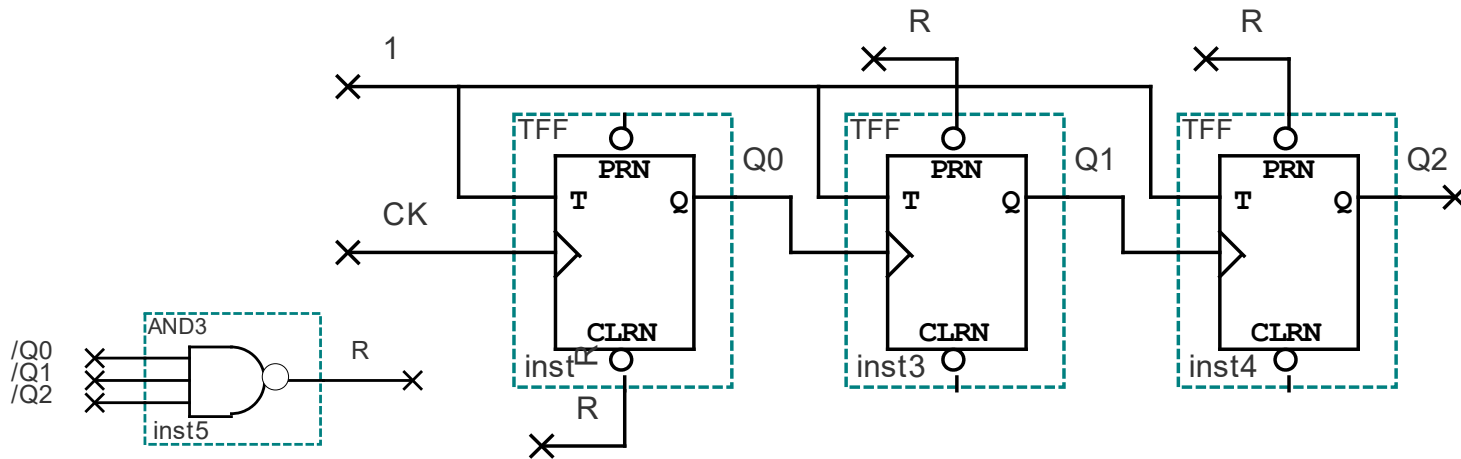 1
R
R
TFF
TFF
TFF
PRN
PRN
PRN
Q0
Q1
Q2
T
Q
T
Q
T
Q
CK
CLRN
CLRN
CLRN
inst
R
inst3
inst4
R
AND3
/Q0
/Q1
/Q2
R
inst5